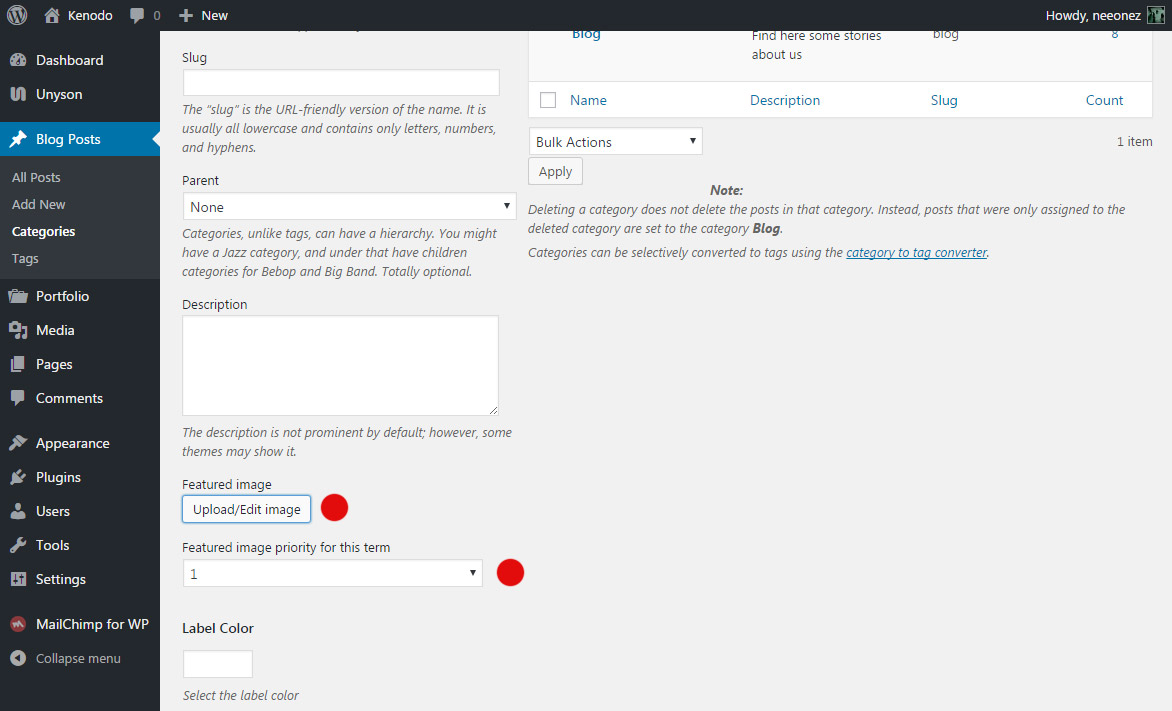 Kenodo
0
New
Howdy, neeonez
Dashboard
Unyson
Blog Posts
All Posts
Add New
Categories
Tags
Portfolio
Media
Pages
Comments
Appearance
Plugins
Users
Tools
Settings
MailChimp for WP
Collapse menu
Slug
The "slug" is the URL-friendly version of the name. It is
usually all lowercase and contains only letters, numbers,
and hyphens.
Parent
None
Categories, unlike tags, can have a hierarchy. You might
have a Jazz category, and under that have children
categories for Bebop and Big Band. Totally optional.
Description
The description is not prominent by default; however, some
themes may show it.
Featured image
Upload/Edit image
Featured image priority for this term
1
Label Color
Select the label color
Blog
Find here some stories
about us
blog
8
Name
Description
Slug
Count
Bulk Actions
1 item
Apply
Note:
Deleting a category does not delete the posts in that category. Instead, posts that were only assigned to the
deleted category are set to the category Blog.
Categories can be selectively converted to tags using the category to tag converter.